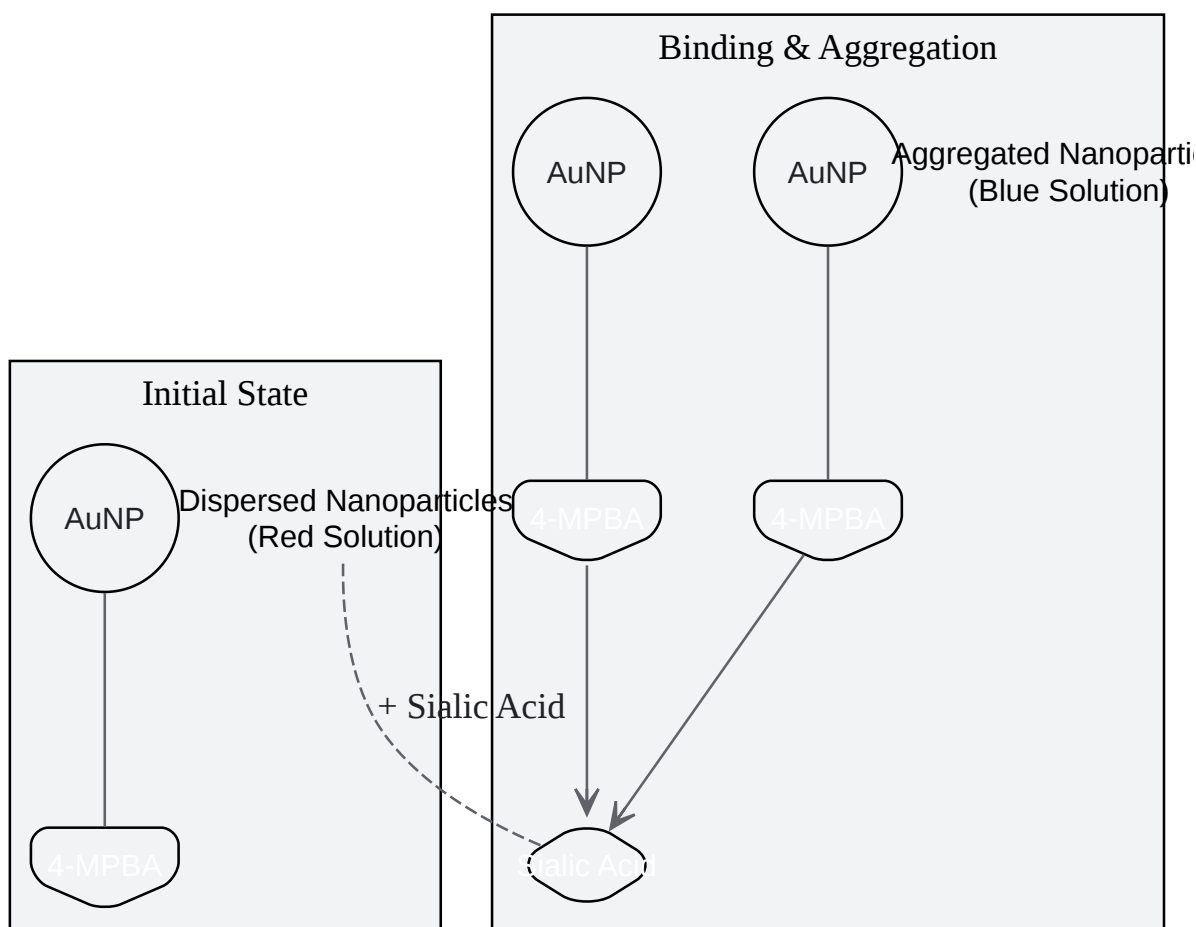 Binding & Aggregation
AuNP
AuNP
Aggregated Nanoparti
(Blue Solution)
Initial State
AuNP
Dispersed Nanoparticles
(Red Solution)
4-MPBA
4-MPBA
+ Sialic Acid
4-MPBA
Sialic Acid